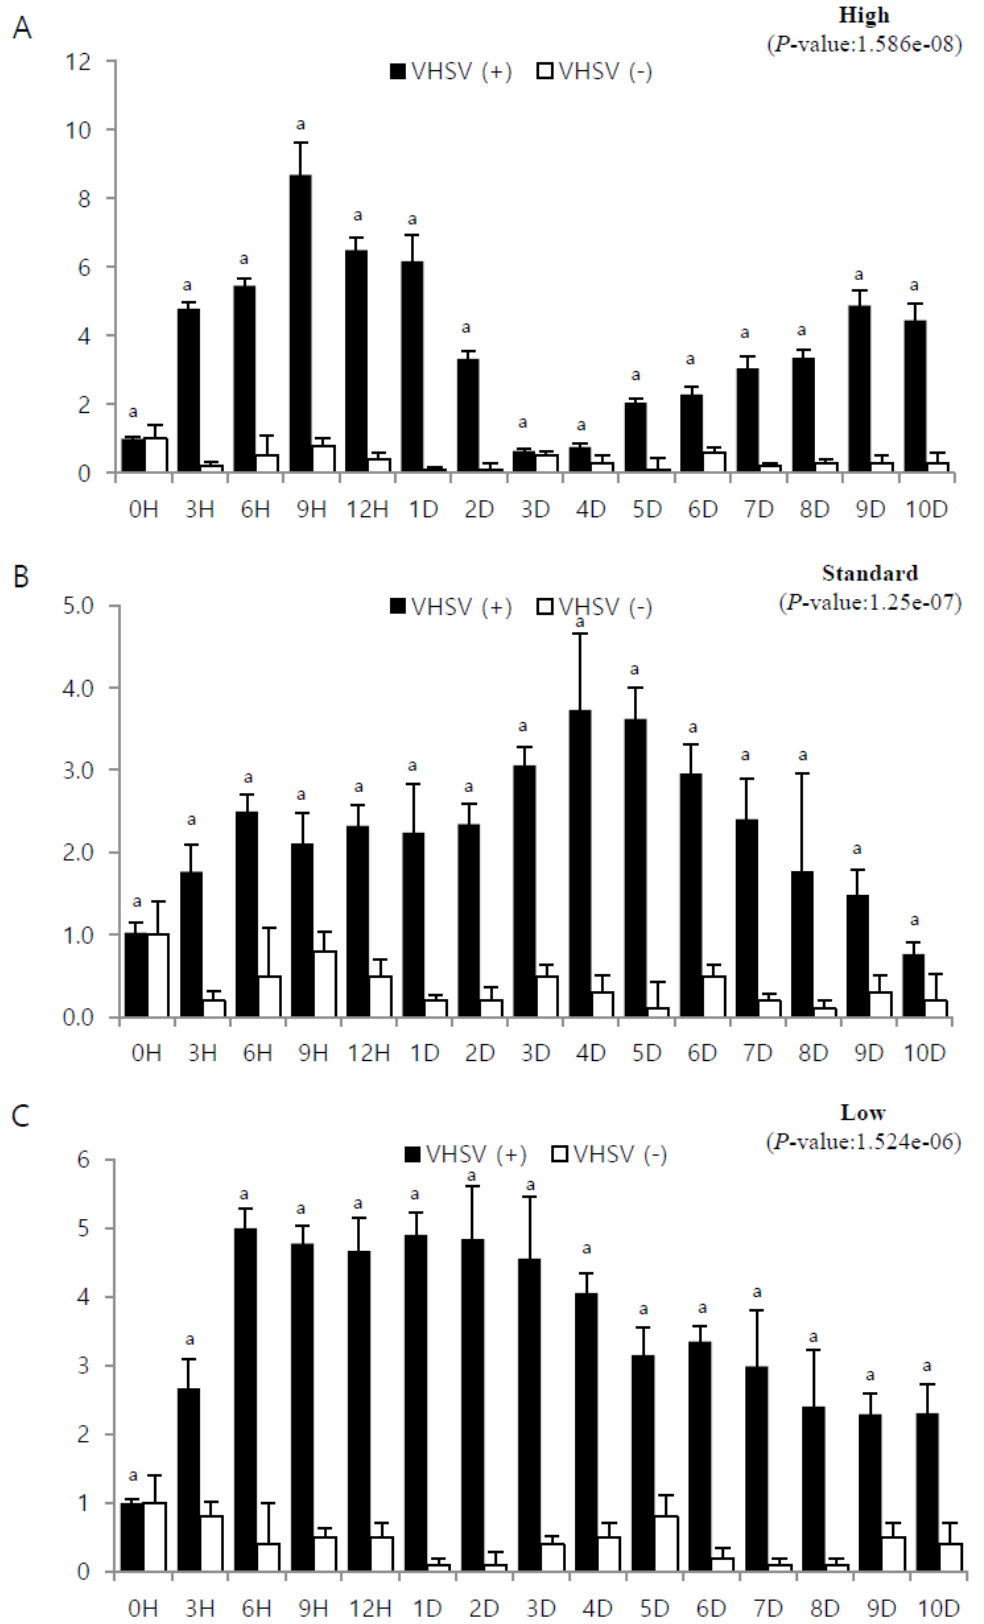 A
High
(P-value:1.586e-08)
VHSV (+) VHSV (-)
12
10
8
6
4
2
0
a a a a a a a a a a a a a a a
0H 3H 6H 9H 12H 1D 2D 3D 4D 5D 6D 7D 8D 9D 10D
B
Standard
(P-value:1.25e-07)
VHSV (+) VHSV (-)
5.0
4.0
3.0
2.0
1.0
0.0
a a a a a a a a a a a a a a a
0H 3H 6H 9H 12H 1D 2D 3D 4D 5D 6D 7D 8D 9D 10D
C
Low
(P-value:1.524e-06)
VHSV (+) VHSV (-)
6
5
4
3
2
1
0
a a a a a a a a a a a a a a a
0H 3H 6H 9H 12H 1D 2D 3D 4D 5D 6D 7D 8D 9D 10D